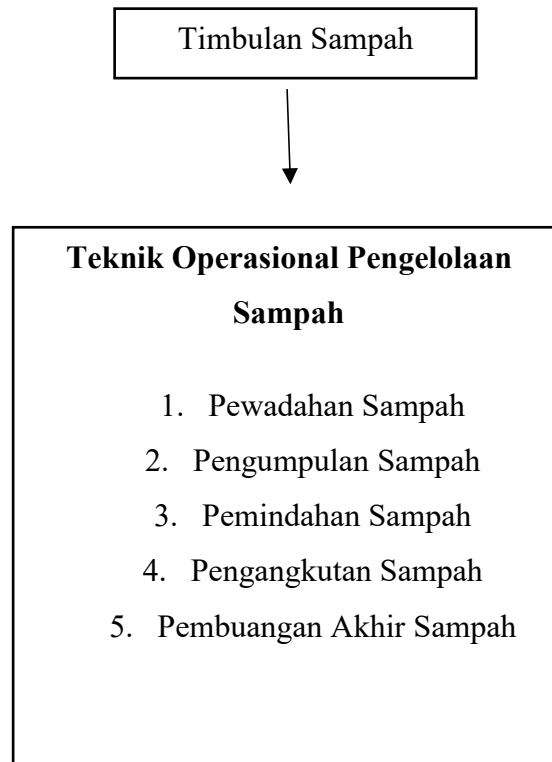 Timbulan Sampah
Teknik Operasional Pengelolaan
Sampah
1. Pewadahan Sampah
2. Pengumpulan Sampah
3. Pemindahan Sampah
4. Pengangkutan Sampah
5. Pembuangan Akhir Sampah